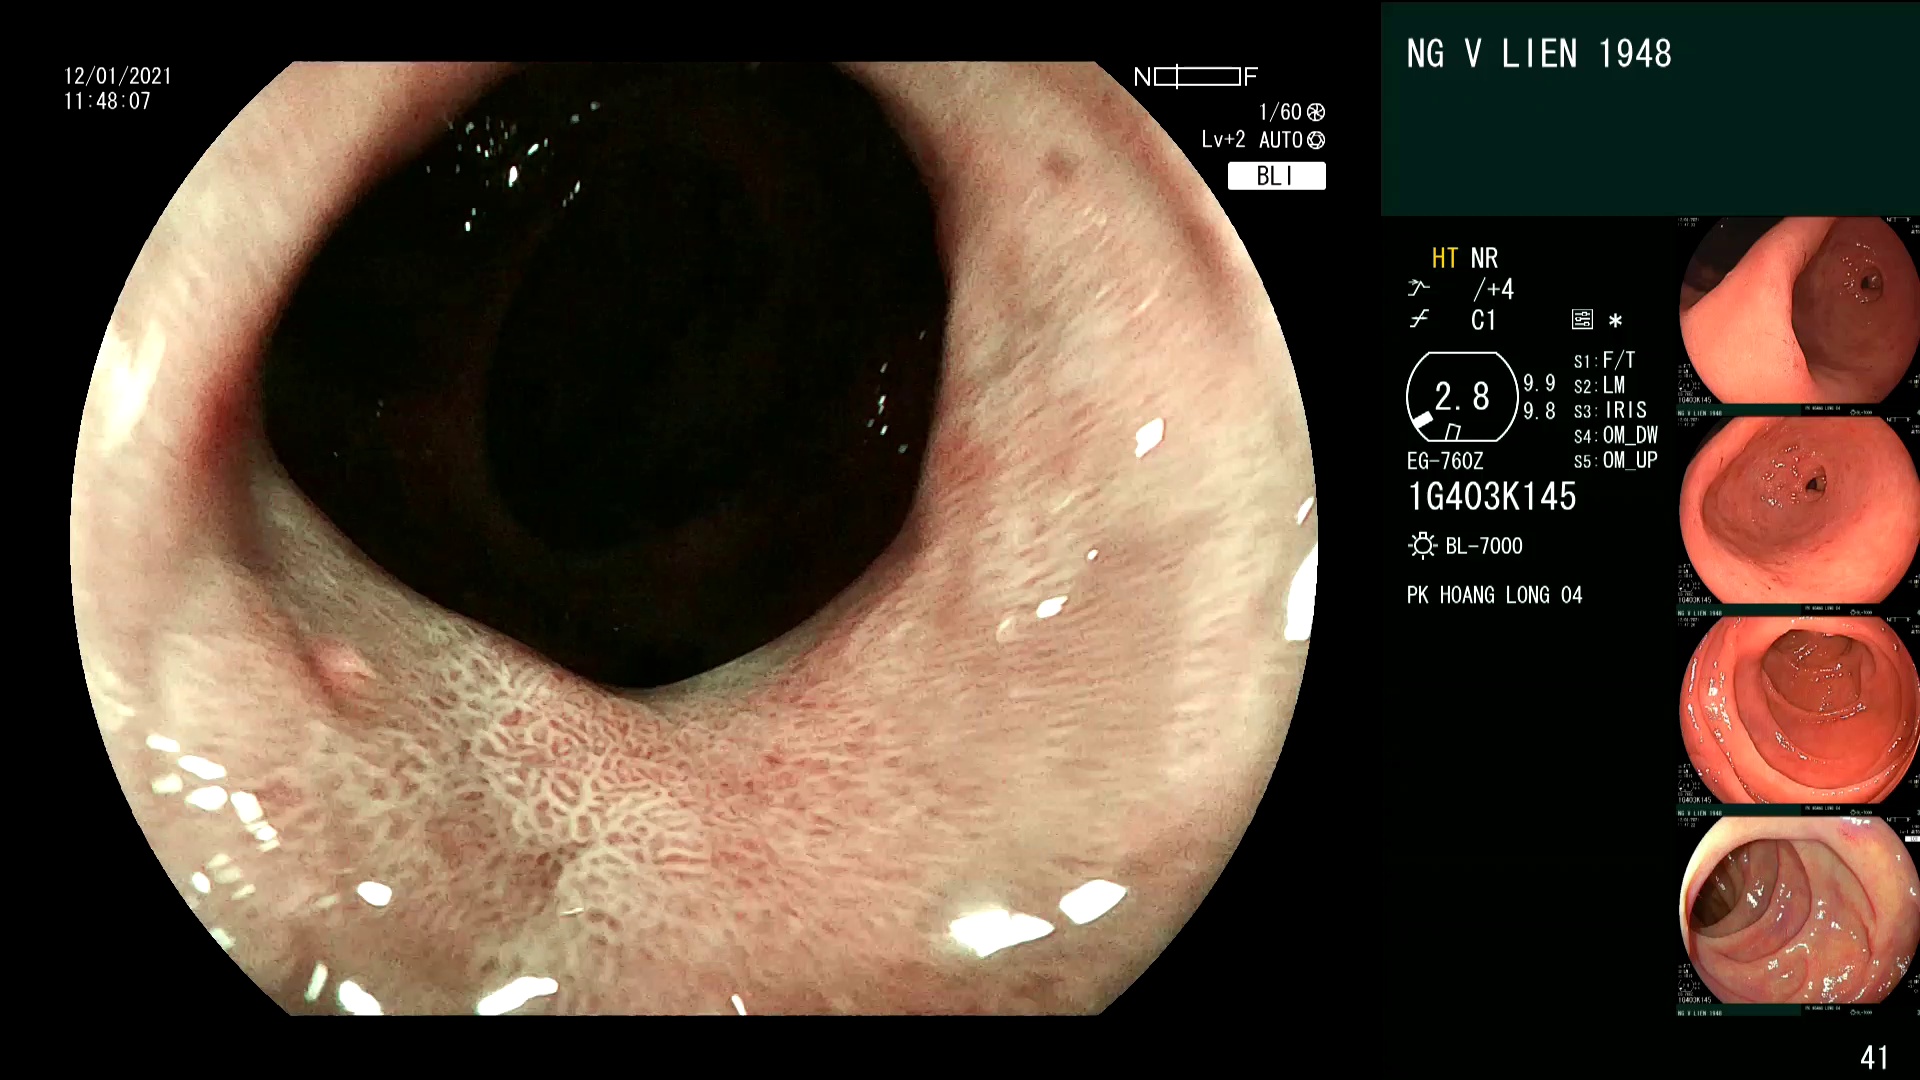 12/01/2021
11:48:07
N F
1/60
Lv+2 AUTO
BLI
NG V LIEN 1948
HT NR
/+4
C1 *
2.8
9.9
9.8
S1:F/T
S2:LM
S3:IRIS
S4:OM_DW
S5:OM_UP
EG-760Z
1G403K145
BL-7000
PK HOANG LONG 04
41